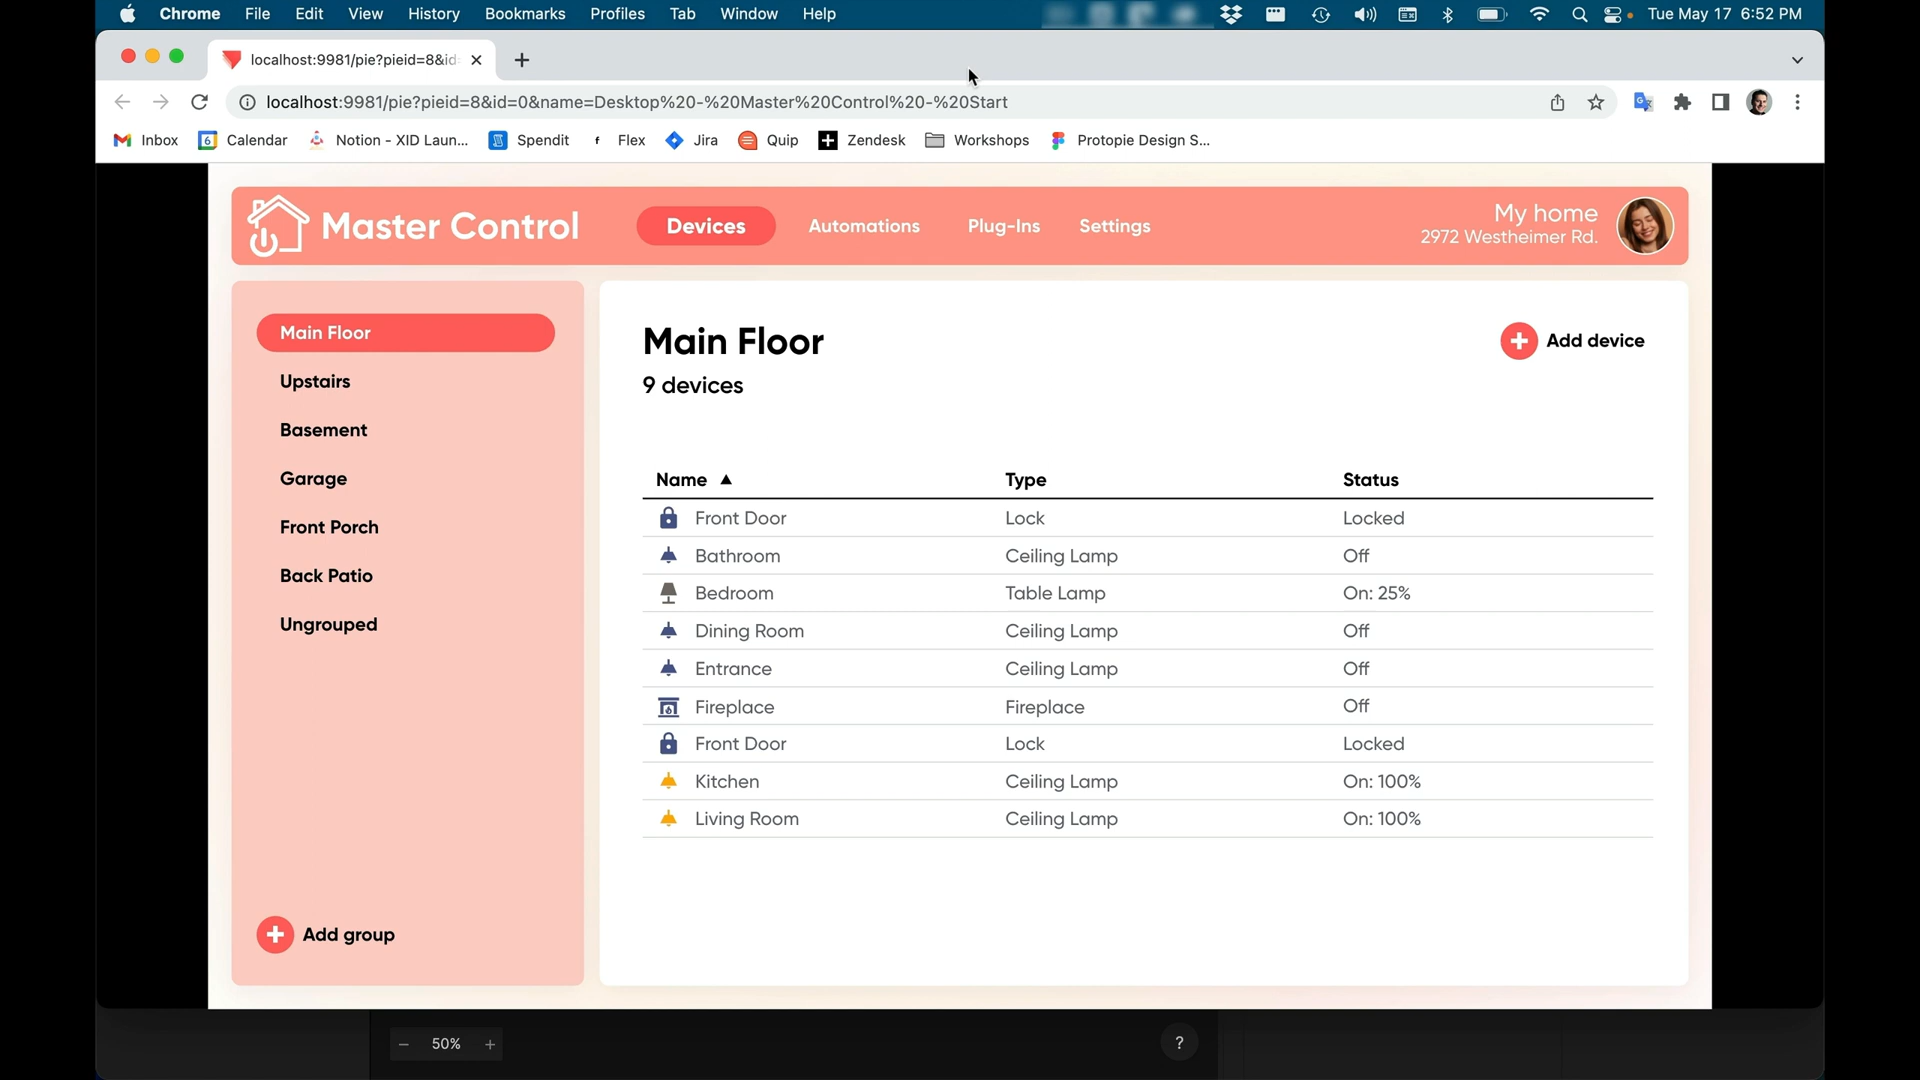 Chrome File Edit View History Bookmarks Profiles Tab Window Help Tue May 17 6:52 PM
localhost:9981/pie?pieid=8&id=
localhost:9981/pie?pieid=8&id=0&name=Desktop%20-%20Master%20Control%20-%20Start
Inbox 6 Calendar Notion - XID Laun... Spendit f Flex Jira Quip Zendesk Workshops Protopie Design S...
Master Control Devices Automations Plug-Ins Settings
My home
2972 Westheimer Rd.
Main Floor
Upstairs
Basement
Garage
Front Porch
Back Patio
Ungrouped
Add group
Main Floor
9 devices
Add device
Name ▲ Type Status
Front Door Lock Locked
Bathroom Ceiling Lamp Off
Bedroom Table Lamp On: 25%
Dining Room Ceiling Lamp Off
Entrance Ceiling Lamp Off
Fireplace Fireplace Off
Front Door Lock Locked
Kitchen Ceiling Lamp On: 100%
Living Room Ceiling Lamp On: 100%
− 50% + ?